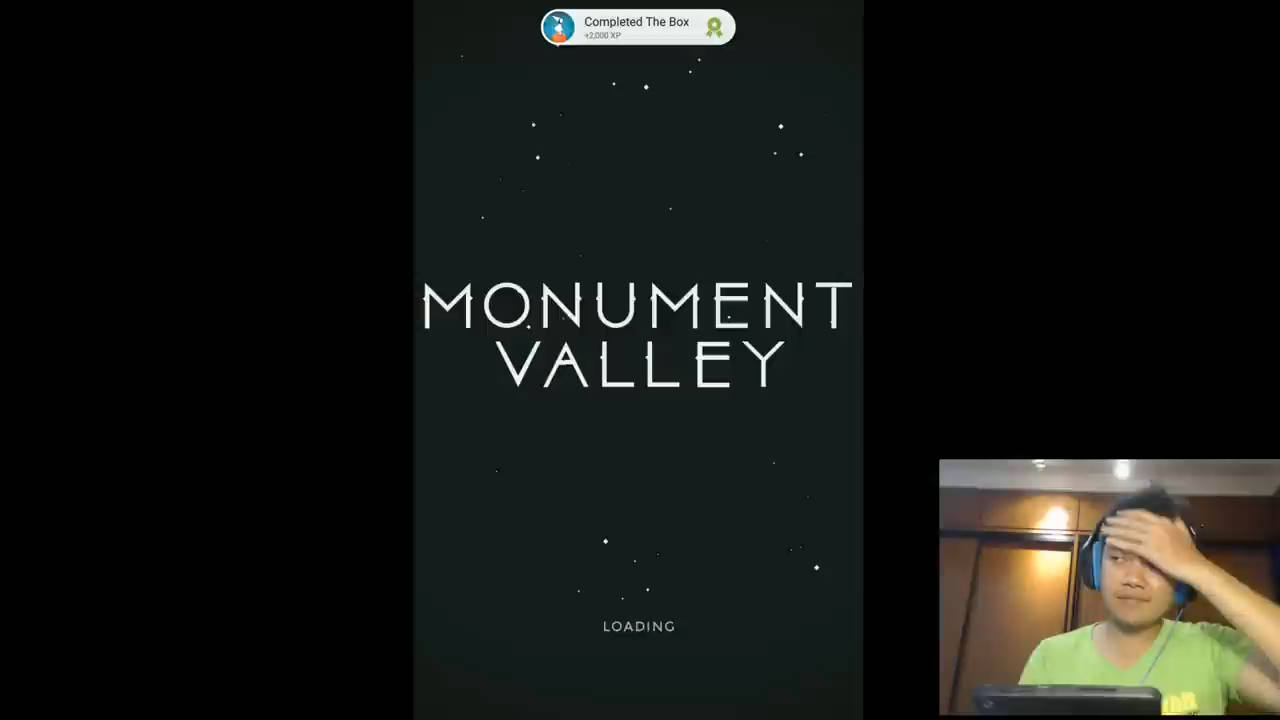 Completed The Box
+2,000 XP
MONUMENT
VALLEY
LOADING